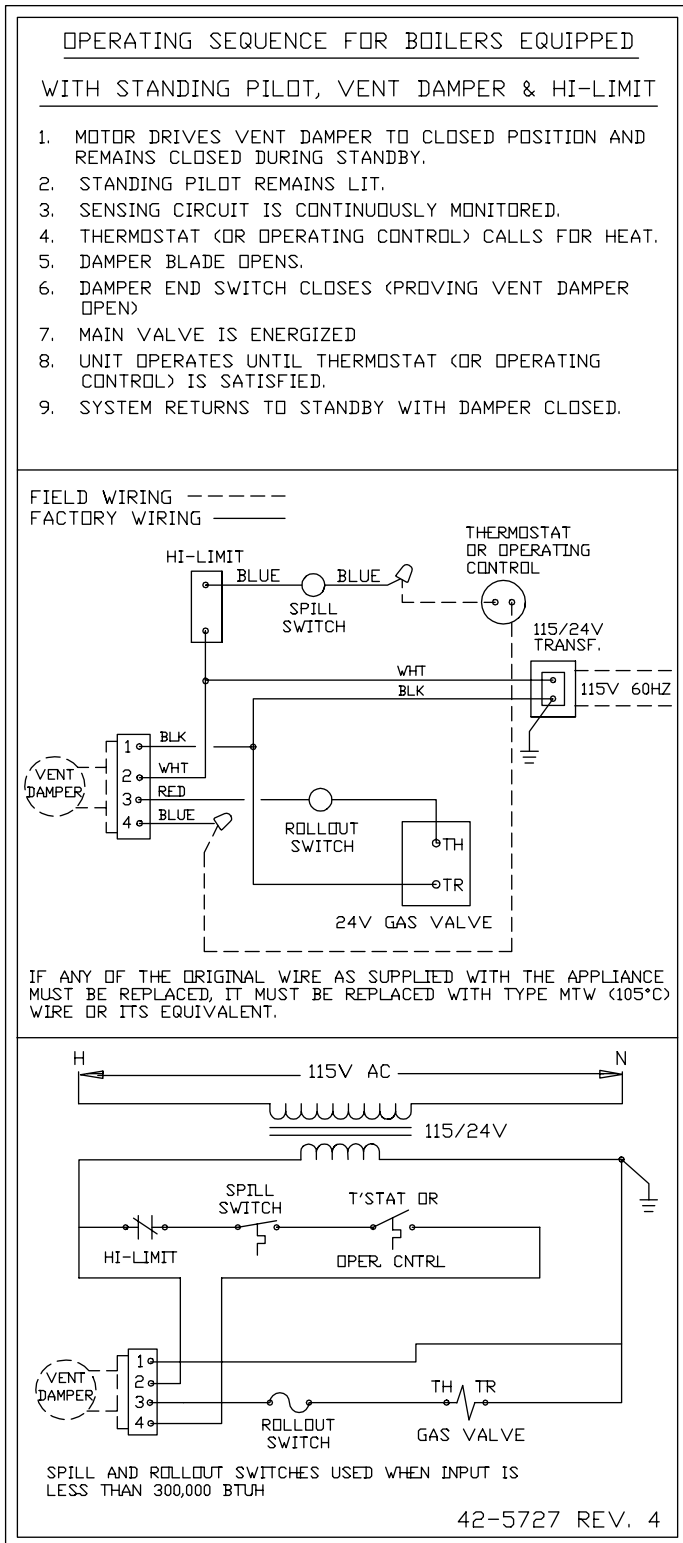 OPERATING SEQUENCE FOR BOILERS EQUIPPED
WITH STANDING PILOT, VENT DAMPER & HI-LIMIT
1. MOTOR DRIVES VENT DAMPER TO CLOSED POSITION AND
REMAINS CLOSED DURING STANDBY.
2. STANDING PILOT REMAINS LIT.
3. SENSING CIRCUIT IS CONTINUOUSLY MONITORED.
4. THERMOSTAT (OR OPERATING CONTROL) CALLS FOR HEAT.
5. DAMPER BLADE OPENS.
6. DAMPER END SWITCH CLOSES (PROVING VENT DAMPER
OPEN)
7. MAIN VALVE IS ENERGIZED
8. UNIT OPERATES UNTIL THERMOSTAT (OR OPERATING
CONTROL) IS SATISFIED.
9. SYSTEM RETURNS TO STANDBY WITH DAMPER CLOSED.
FIELD WIRING
FACTORY WIRING
THERMOSTAT
OR OPERATING
CONTROL
HI-LIMIT
BLUE
BLUE
SPILL
SWITCH
115/24V
TRANSF.
WHT
BLK
115V 60HZ
1 BLK
2 WHT
3 RED
4 BLUE
VENT
DAMPER
ROLLOUT
SWITCH
TH
TR
24V GAS VALVE
IF ANY OF THE ORIGINAL WIRE AS SUPPLIED WITH THE APPLIANCE
MUST BE REPLACED, IT MUST BE REPLACED WITH TYPE MTW (105°C)
WIRE OR ITS EQUIVALENT.
H
N
115V AC
115/24V
SPILL
SWITCH
T'STAT OR
HI-LIMIT
OPER. CNTRL
1
2
3
4
VENT
DAMPER
TH TR
ROLLOUT
SWITCH
GAS VALVE
SPILL AND ROLLOUT SWITCHES USED WHEN INPUT IS
LESS THAN 300,000 BTUH
42-5727 REV. 4